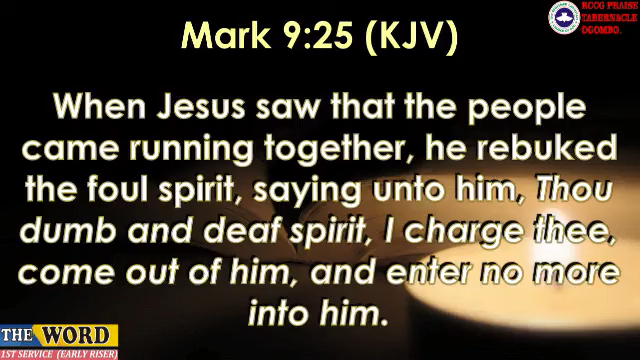 Mark 9:25 (KJV)
RCCG PRAISE
TABERNACLE
OGOMBO.
When Jesus saw that the people
came running together, he rebuked
the foul spirit, saying unto him, Thou
dumb and deaf spirit, I charge thee,
come out of him, and enter no more
into him.
THE WORD
1ST SERVICE (EARLY RISER)